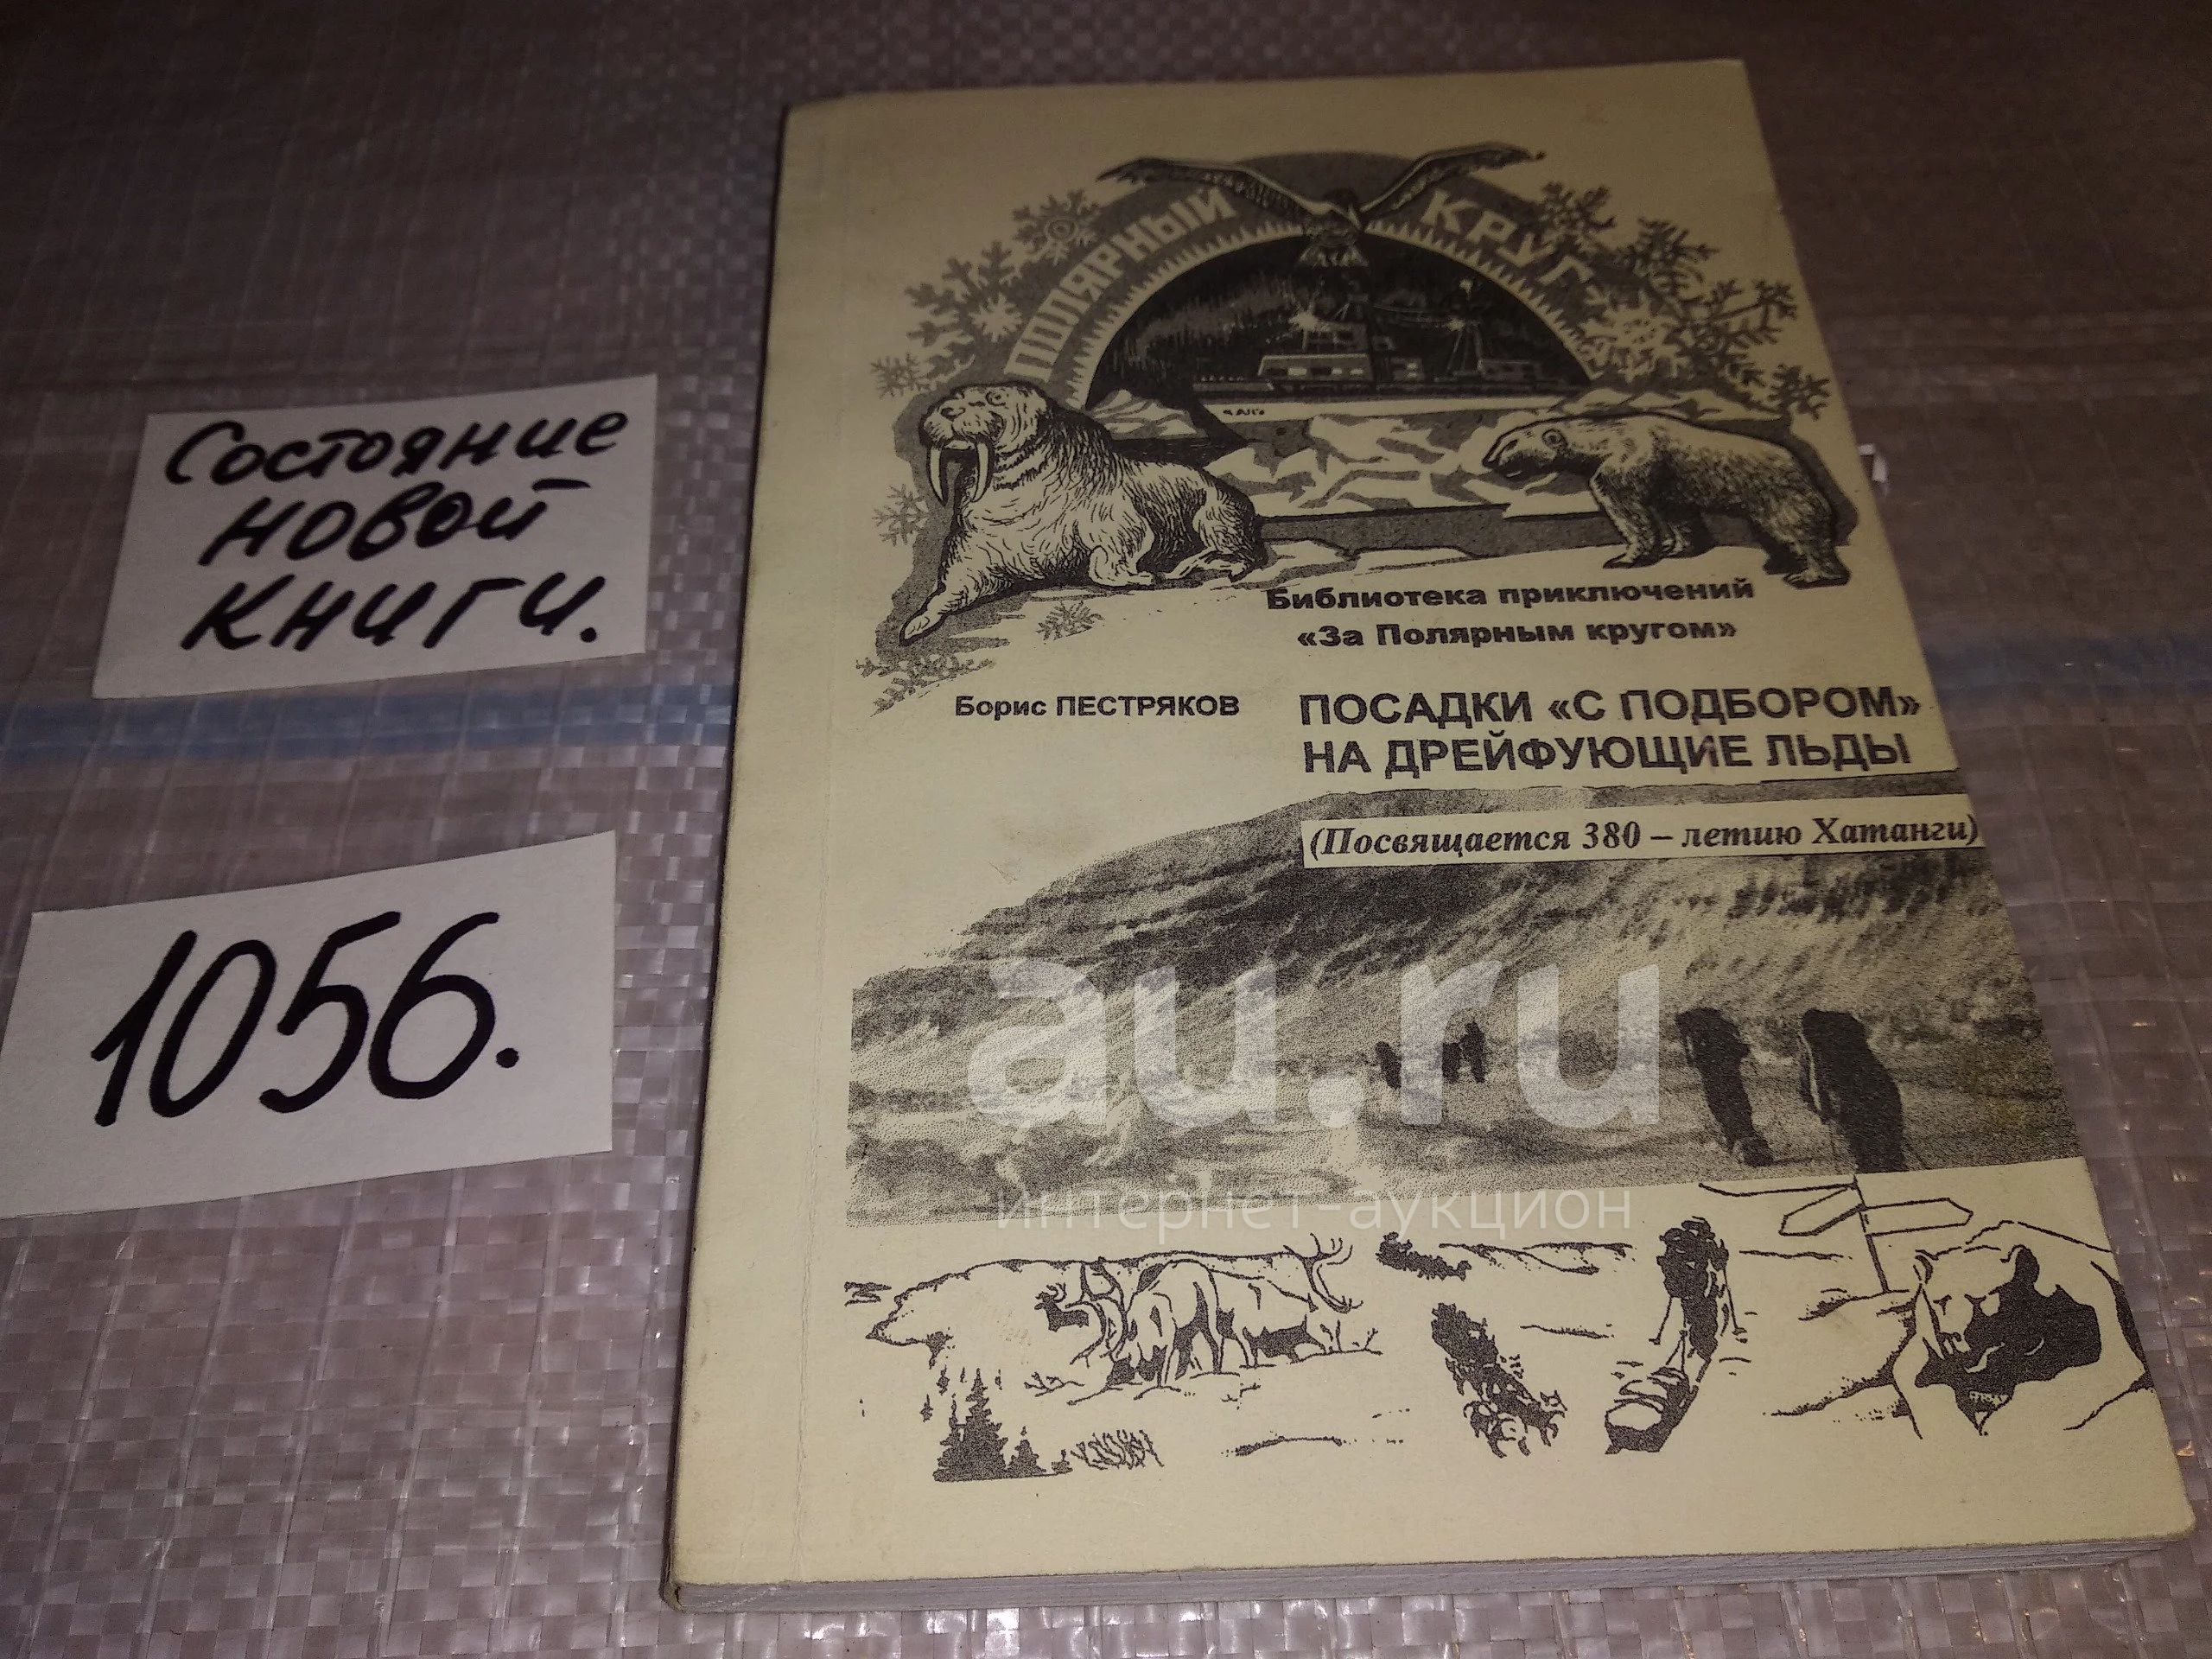 Состояние
новой
книги.
1056.
ПОЛЯРНЫЙ КРУГ
Библиотека приключений
«За Полярным кругом»
Борис ПЕСТРЯКОВ
ПОСАДКИ «С ПОДБОРОМ»
НА ДРЕЙФУЮЩИЕ ЛЬДЫ
(Посвящается 380 – летию Хатанги)
au.ru
интернет-аукцион